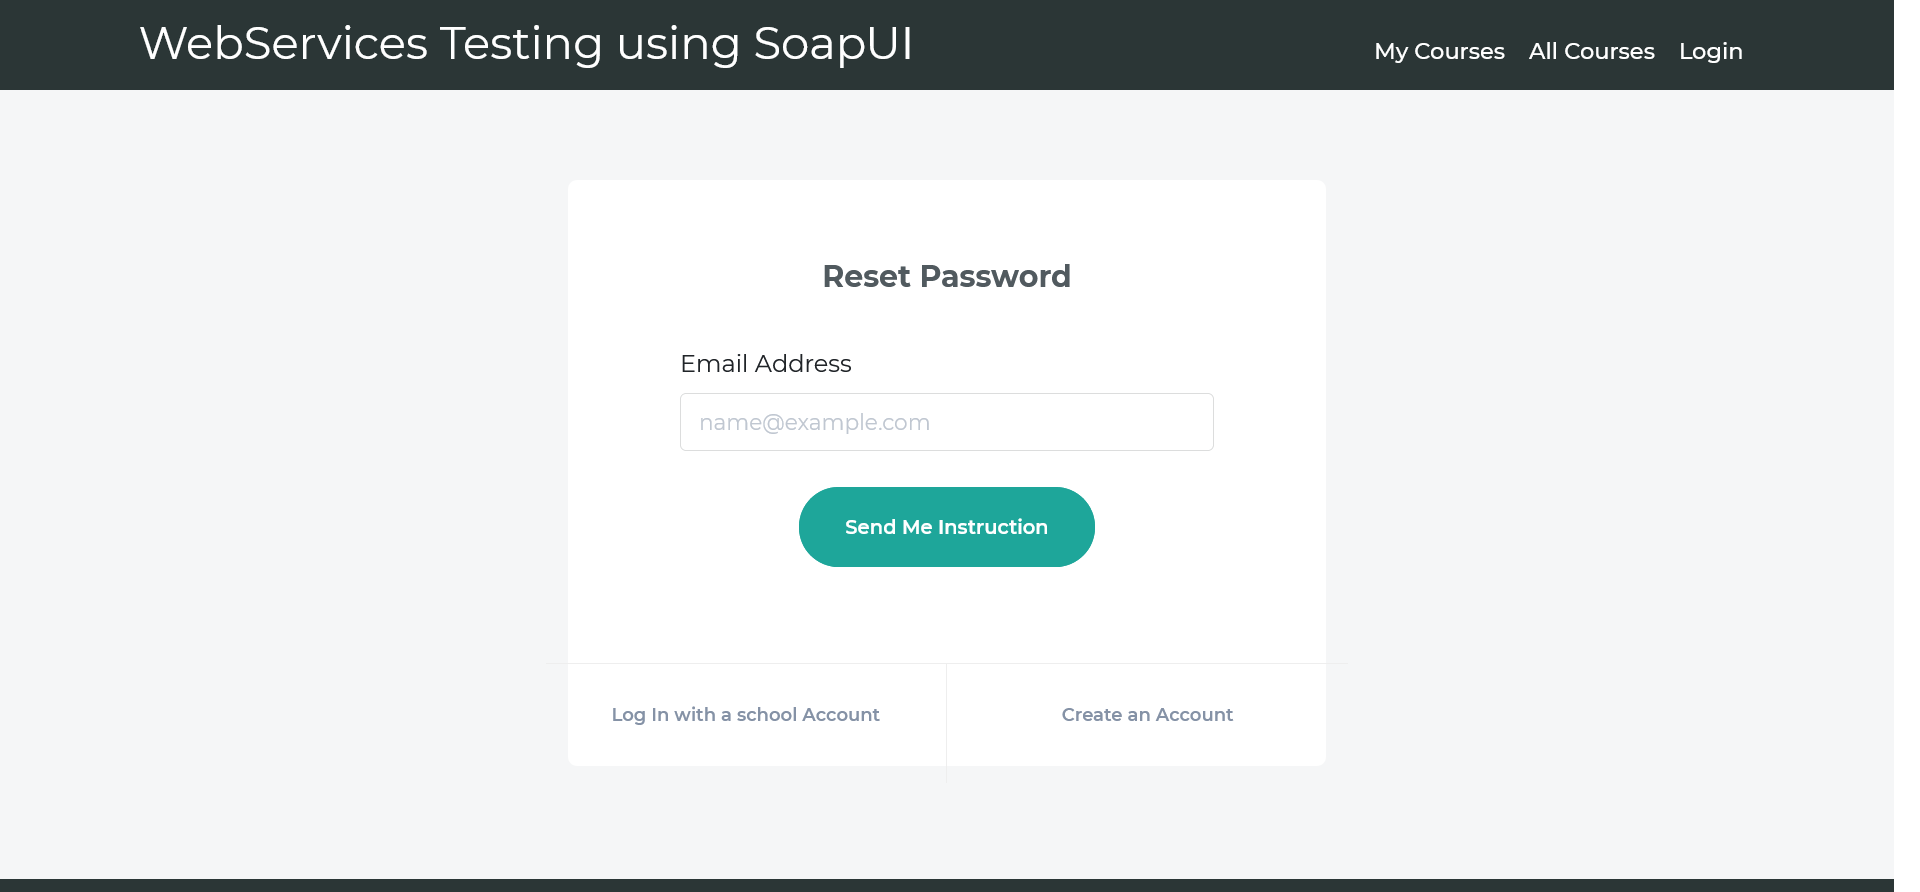 WebServices Testing using SoapUI
My Courses All Courses Login
Reset Password
Email Address
name@example.com
Send Me Instruction
Log In with a school Account
Create an Account